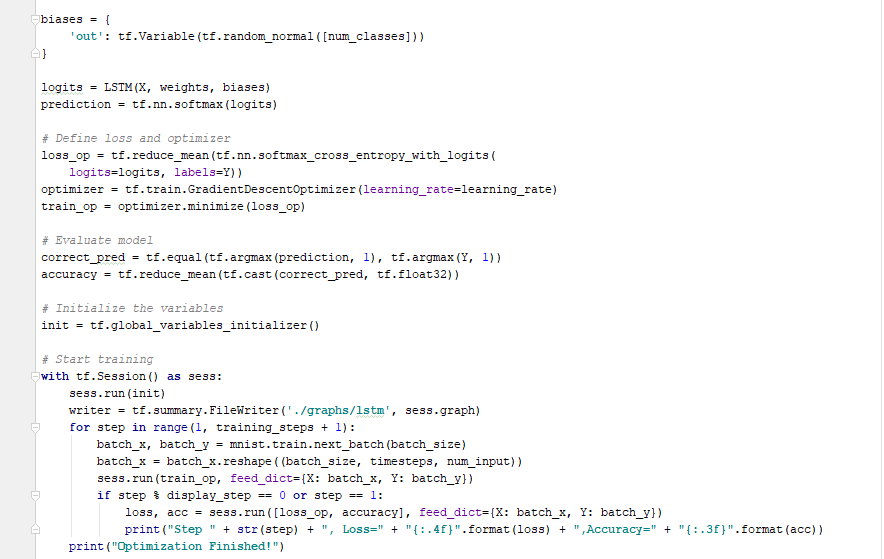 biases = {
    'out': tf.Variable(tf.random_normal([num_classes]))
}
logits = LSTM(X, weights, biases)
prediction = tf.nn.softmax(logits)
# Define loss and optimizer
loss_op = tf.reduce_mean(tf.nn.softmax_cross_entropy_with_logits(
    logits=logits, labels=Y))
optimizer = tf.train.GradientDescentOptimizer(learning_rate=learning_rate)
train_op = optimizer.minimize(loss_op)
# Evaluate model
correct_pred = tf.equal(tf.argmax(prediction, 1), tf.argmax(Y, 1))
accuracy = tf.reduce_mean(tf.cast(correct_pred, tf.float32))
# Initialize the variables
init = tf.global_variables_initializer()
# Start training
with tf.Session() as sess:
    sess.run(init)
    writer = tf.summary.FileWriter('./graphs/lstm', sess.graph)
    for step in range(1, training_steps + 1):
        batch_x, batch_y = mnist.train.next_batch(batch_size)
        batch_x = batch_x.reshape((batch_size, timesteps, num_input))
        sess.run(train_op, feed_dict={X: batch_x, Y: batch_y})
        if step % display_step == 0 or step == 1:
            loss, acc = sess.run([loss_op, accuracy], feed_dict={X: batch_x, Y: batch_y})
            print("Step " + str(step) + ", Loss=" + "{:.4f}".format(loss) + ",Accuracy=" + "{:.3f}".format(acc))
    print("Optimization Finished!")